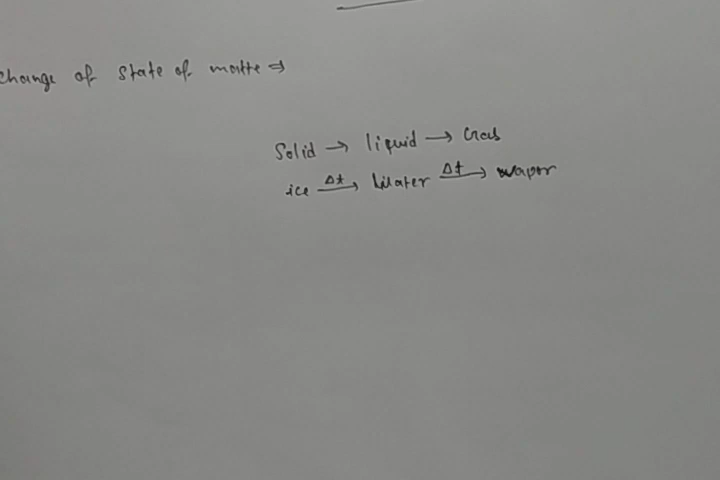 Change of state of matte ⇒
Solid → liquid → Gas
ice Δt→ Water Δt→ vapor